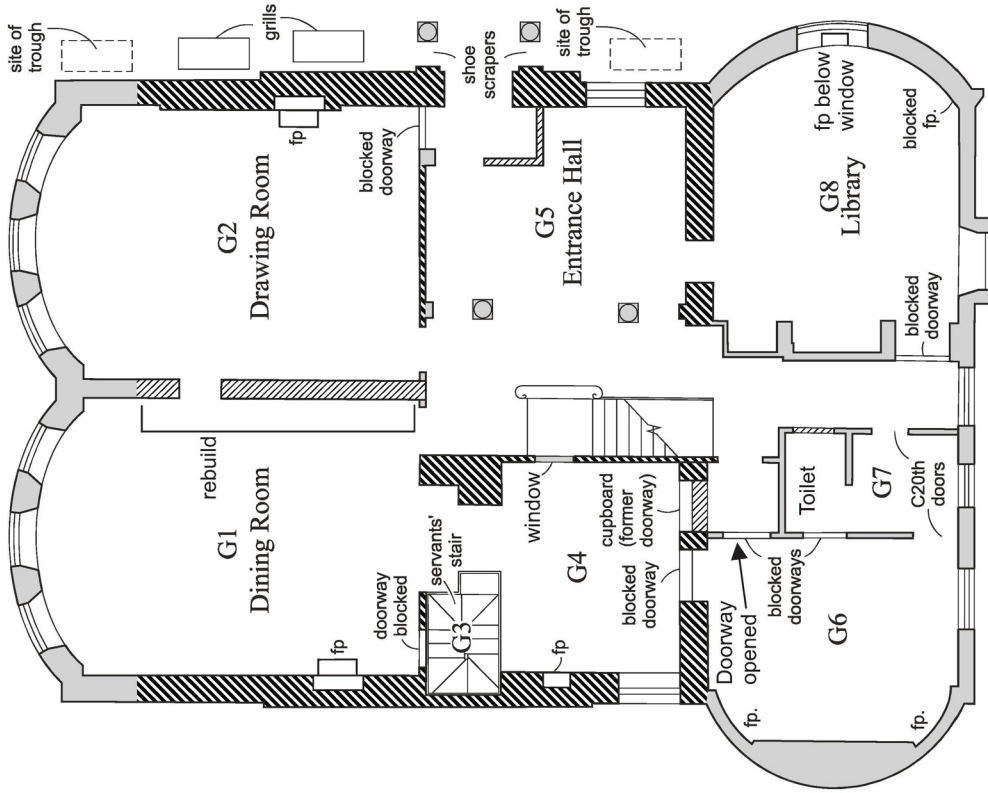 site of
trough
grills
shoe
scrapers
site of
trough
fp
blocked
doorway
G2
Drawing Room
G5
Entrance Hall
fp below
window
blocked
fp.
G8
Library
blocked
doorway
rebuild
G1
Dining Room
servants'
stair
doorway
blocked
G3
fp
window
G4
fp
cupboard
(former
doorway)
blocked
doorway
Toilet
G7
C20th
doors
Doorway
opened
blocked
doorways
G6
fp.
fp.